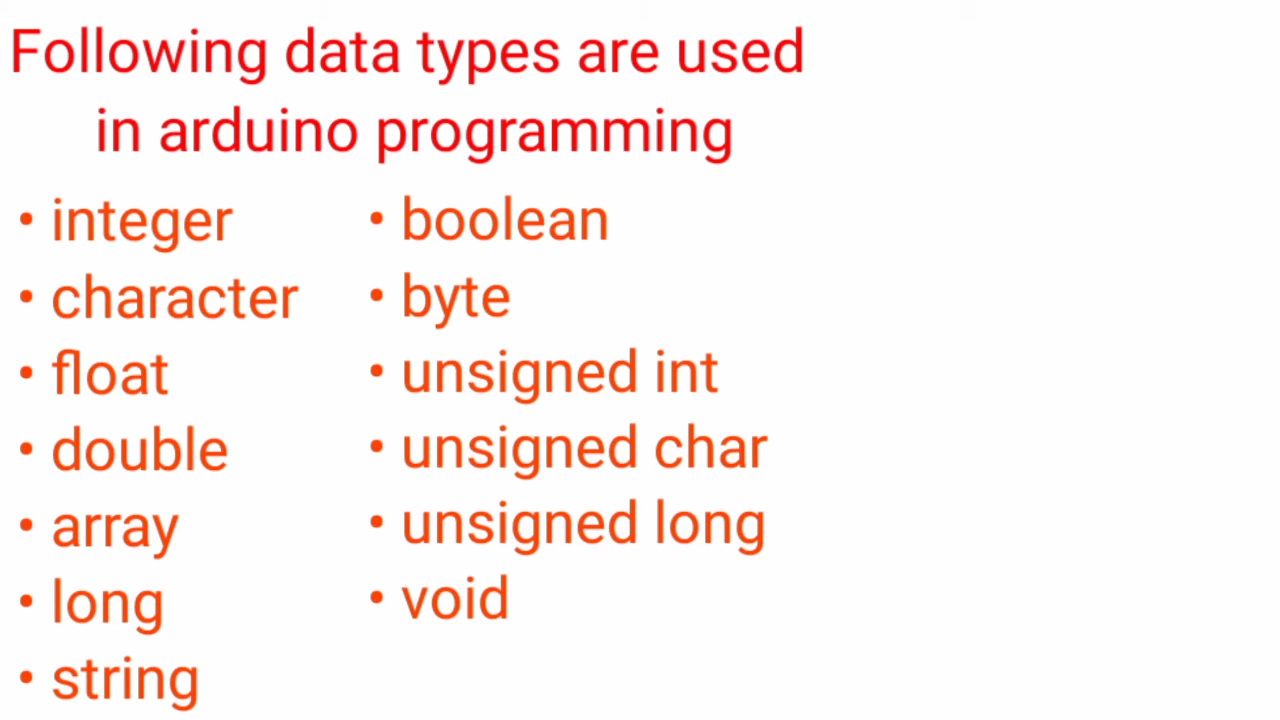 Following data types are used
in arduino programming
• integer
• character
• float
• double
• array
• long
• string
• boolean
• byte
• unsigned int
• unsigned char
• unsigned long
• void